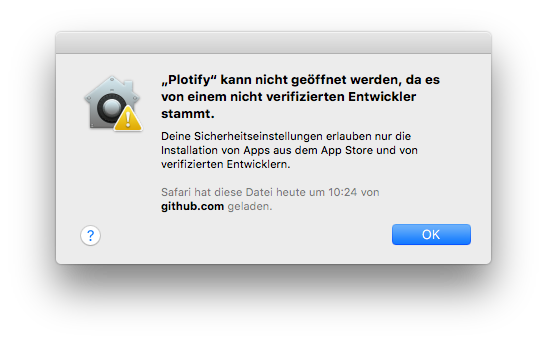 „Plotify“ kann nicht geöffnet werden, da es
von einem nicht verifizierten Entwickler
stammt.
Deine Sicherheitseinstellungen erlauben nur die
Installation von Apps aus dem App Store und von
verifizierten Entwicklern.
Safari hat diese Datei heute um 10:24 von
github.com geladen.
?
OK